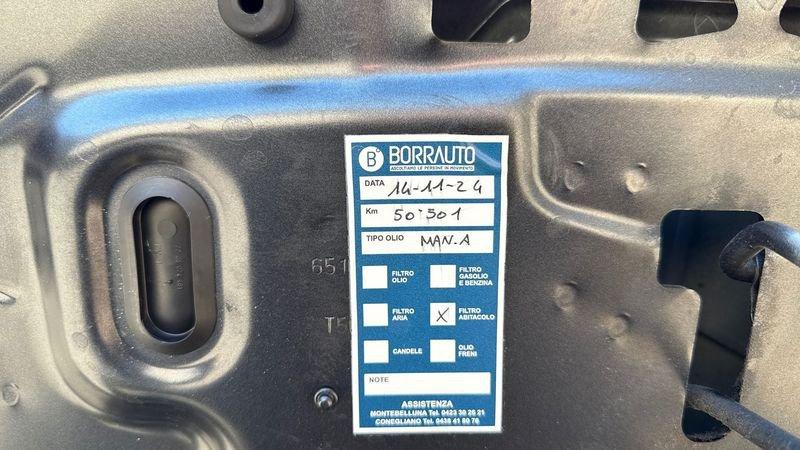 B BORRAUTO
ASCOLTIAMO LE PERSONE IN MOVIMENTO
DATA 14-11-24
Km 50'301
TIPO OLIO MAN.A
FILTRO OLIO
FILTRO GASOLIO E BENZINA
FILTRO ARIA
X FILTRO ABITACOLO
CANDELE
OLIO FRENI
NOTE
ASSISTENZA
MONTEBELLUNA Tel. 0423 30 26 21
CONEGLIANO Tel. 0438 41 80 76
651